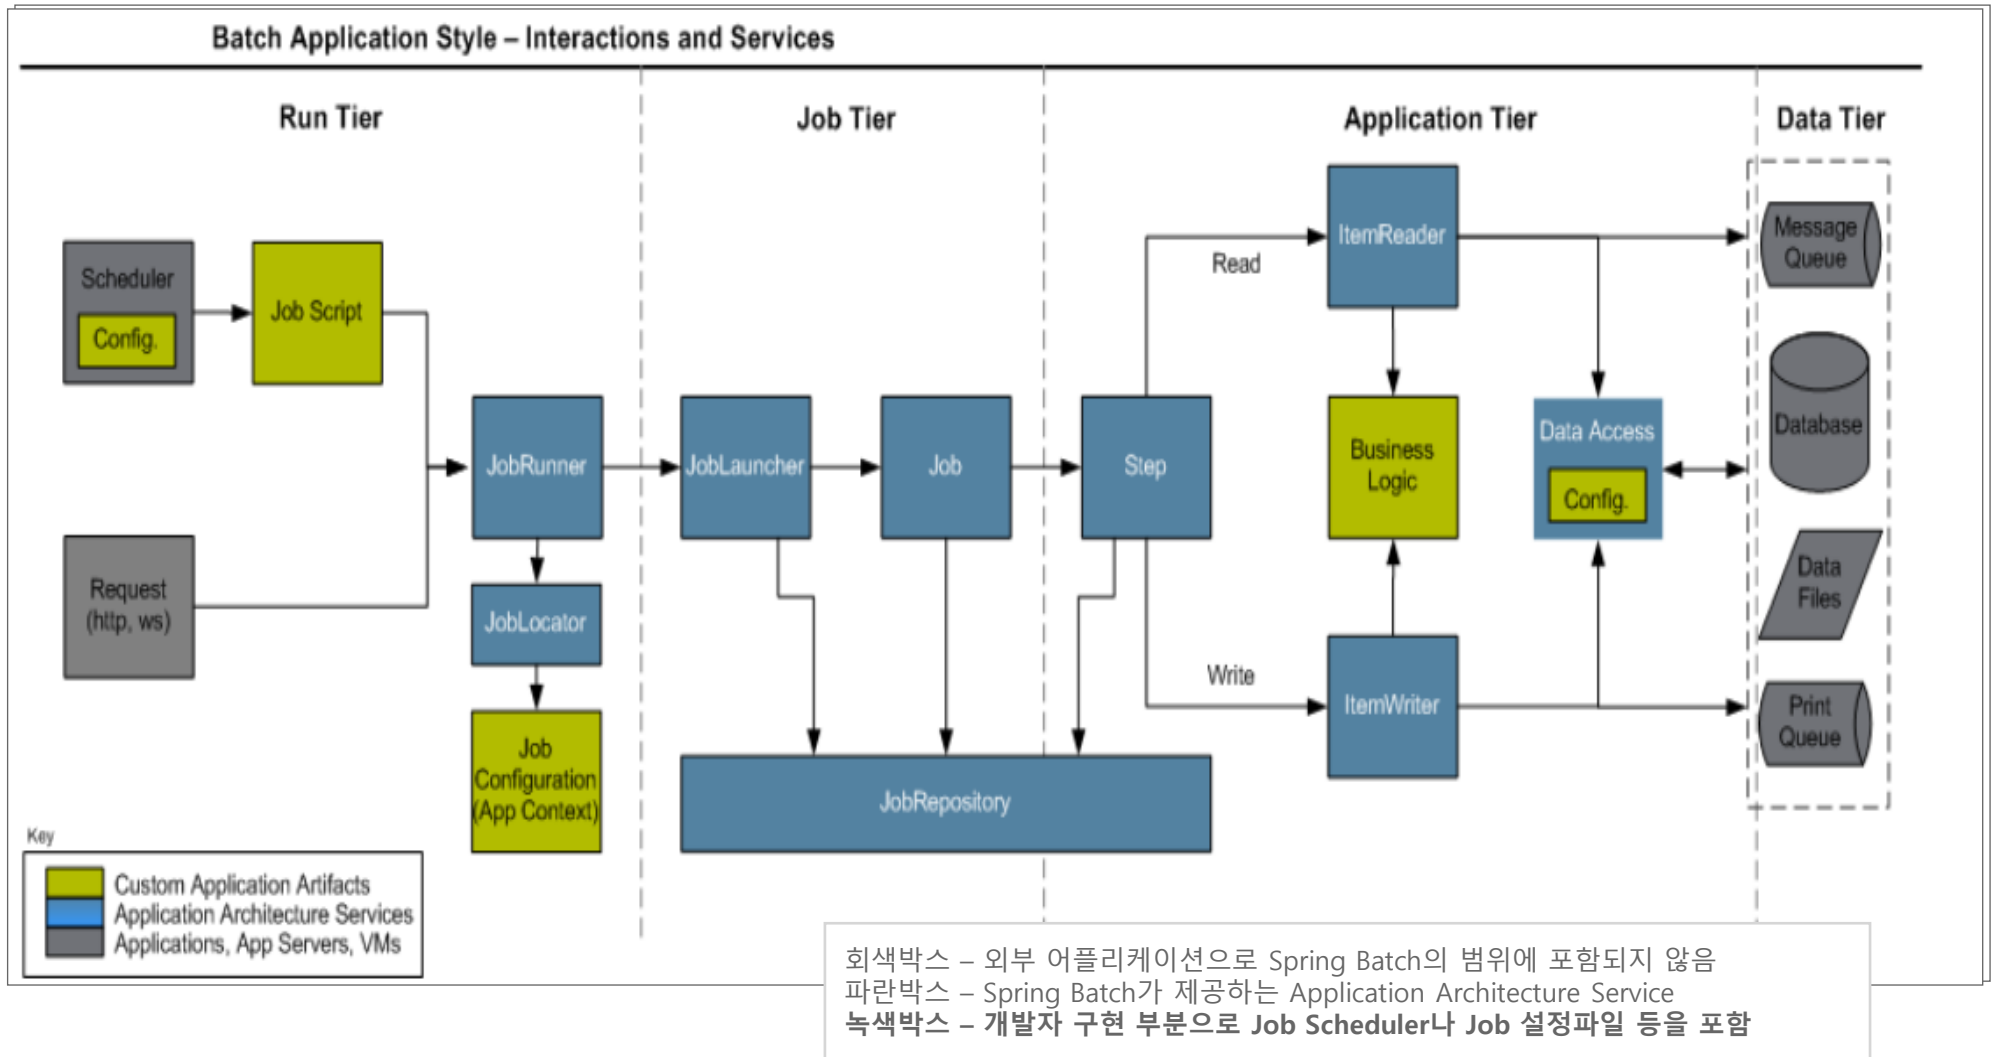 Batch Application Style – Interactions and Services
Run Tier
Job Tier
Application Tier
Data Tier
Scheduler
Config.
Job Script
Request
(http, ws)
JobRunner
JobLocator
Job
Configuration
(App Context)
JobLauncher
Job
JobRepository
Step
Read
Write
ItemReader
Business
Logic
ItemWriter
Data Access
Config.
Message
Queue
Database
Data
Files
Print
Queue
Key
Custom Application Artifacts
Application Architecture Services
Applications, App Servers, VMs
회색박스 – 외부 어플리케이션으로 Spring Batch의 범위에 포함되지 않음
파란박스 – Spring Batch가 제공하는 Application Architecture Service
녹색박스 – 개발자 구현 부분으로 Job Scheduler나 Job 설정파일 등을 포함